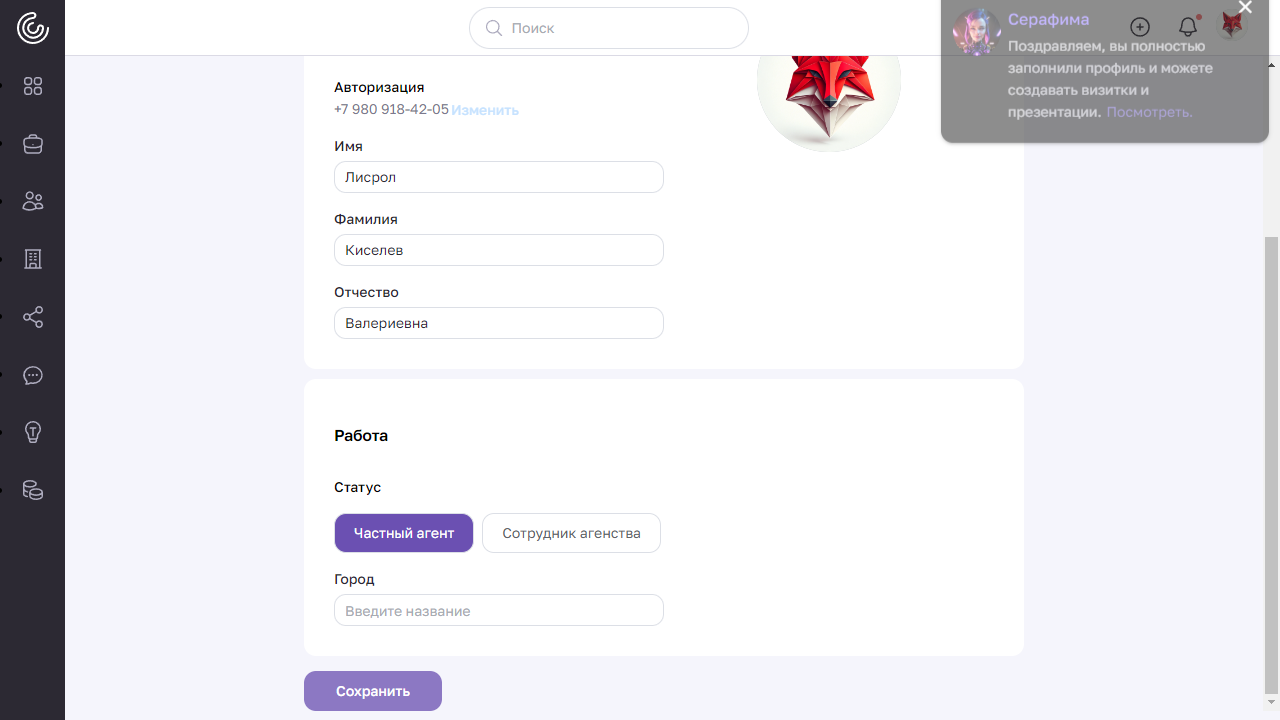 Поиск
Серафима
Поздравляем, вы полностью
заполнили профиль и можете
создавать визитки и
презентации. Посмотреть.
Авторизация
+7 980 918-42-05 Изменить
Имя
Лисрол
Фамилия
Киселев
Отчество
Валериевна
Работа
Статус
Частный агент
Сотрудник агенства
Город
Введите название
Сохранить